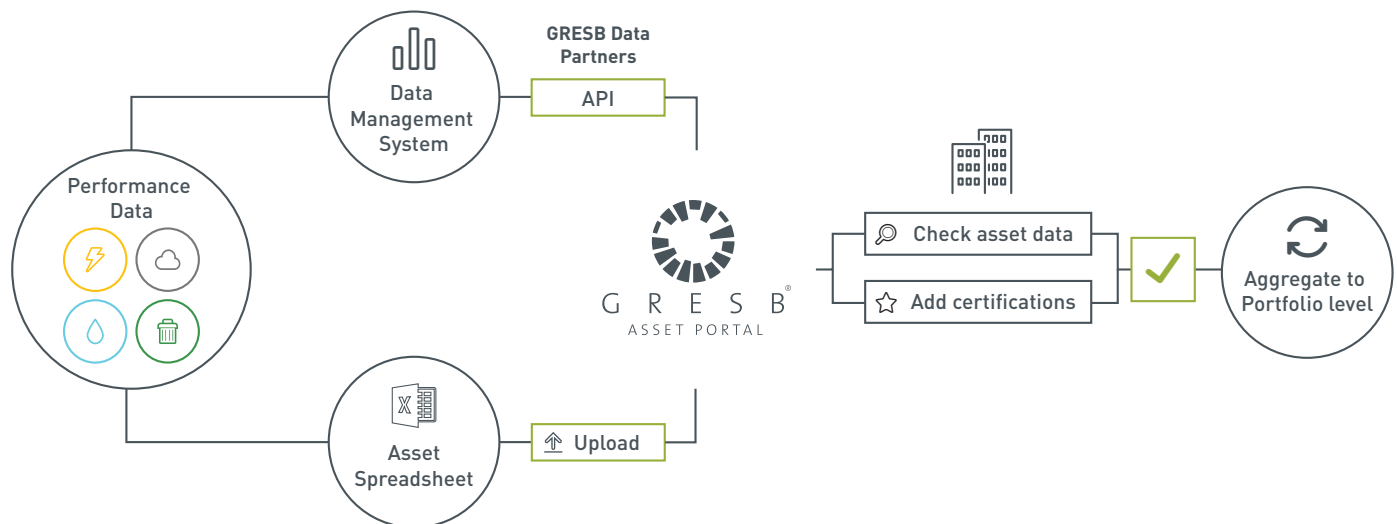 Performance
Data
Data
Management
System
GRESB Data
Partners
API
Asset
Spreadsheet
X
Upload
GRESB®
ASSET PORTAL
Check asset data
Add certifications
Aggregate to
Portfolio level